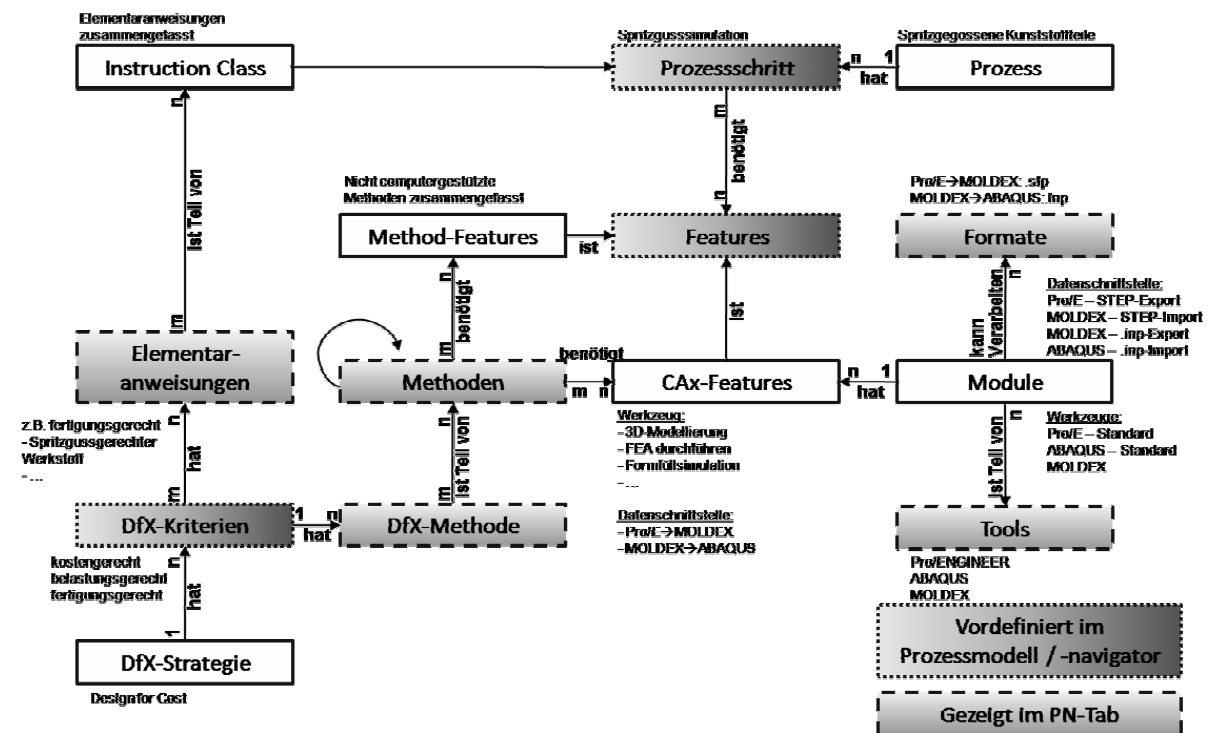 Elementaranweisungen
zusammengefasst
Instruction Class
Spritzgusssimulation
Prozessschritt
Spritzgegossene Kunststoffteile
Prozess
n
1
hat
n
ist Teil von
m
m
benötigt
n
Nicht computergestützte
Methoden zusammengefasst
Method-Features
ist
Features
Pro/E→MOLDEX: .sfp
MOLDEX→ABAQUS: .inp
Formate
n
benötigt
m
ist
n
kann
Verarbeiten
Datenschnittstelle:
Pro/E – STEP-Export
MOLDEX – STEP-Import
MOLDEX – .inp-Export
ABAQUS – .inp-Import
Elementar-
anweisungen
Methoden
benötigt
m
n
CAx-Features
n
1
hat
Module
z.B. fertigungsgerecht
- Spritzgussgerechter
Werkstoff
- ...
n
hat
m
n
ist Teil von
m
Werkzeug:
-3D-Modellierung
-FEA durchführen
-Formfüllsimulation
-...
Datenschnittstelle:
-Pro/E→MOLDEX
-MOLDEX→ABAQUS
n
ist Teil von
Werkzeuge:
Pro/E – Standard
ABAQUS – Standard
MOLDEX
DfX-Kriterien
1
n
hat
DfX-Methode
Tools
kostengerecht
belastungsgerecht
fertigungsgerecht
n
hat
1
Pro/ENGINEER
ABAQUS
MOLDEX
DfX-Strategie
Design for Cost
Vordefiniert im
Prozessmodell / -navigator
Gezeigt im PN-Tab